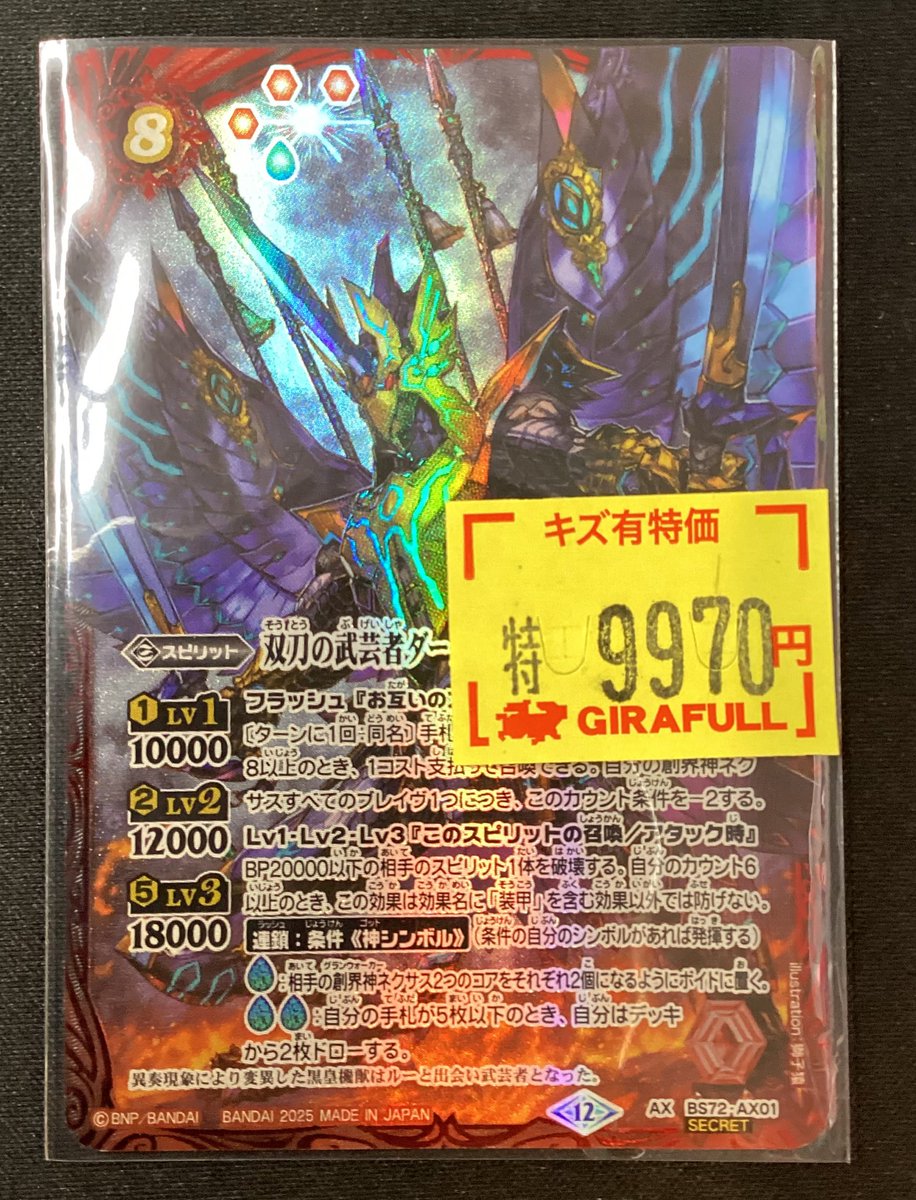 8
キズ有特価
特 9970円
GIRAFULL
スピリット
双刀の武芸者ダー
1 LV1
10000
フラッシュ『お互いの
〔ターンに1回:同名〕手札
8以上のとき、1コスト支払って召喚できる。自分の創界神ネク
2 LV2
12000
サスすべてのブレイヴ1つにつき、このカウント条件を-2する。
Lv1・Lv2・Lv3『このスピリットの召喚/アタック時』
BP20000以下の相手のスピリット1体を破壊する。自分のカウント6
5 LV3
18000
以上のとき、この効果は効果名に「装甲」を含む効果以外では防げない。
連鎖:条件《神シンボル》(条件の自分のシンボルがあれば発揮する)
:相手の創界神ネクサス2つのコアをそれぞれ2個になるようにボイドに置く。
:自分の手札が5枚以下のとき、自分はデッキ
から2枚ドローする。
異奏現象により変異した黒皇機獣はルーと出会い武芸者となった。
illustration:
©BNP/BANDAI BANDAI 2025 MADE IN JAPAN
12
AX BS72-AX01
SECRET